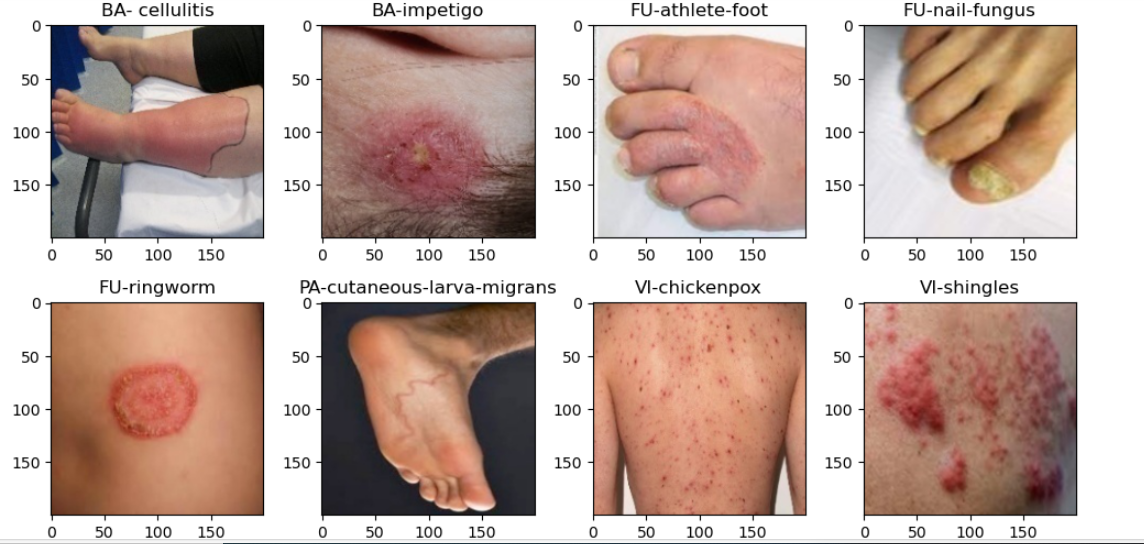 BA- cellulitis BA-impetigo FU-athlete-foot FU-nail-fungus
0 0 0 0
50 50 50 50
100 100 100 100
150 150 150 150
0 50 100 150 0 50 100 150 0 50 100 150 0 50 100 150
FU-ringworm PA-cutaneous-larva-migrans VI-chickenpox VI-shingles
0 0 0 0
50 50 50 50
100 100 100 100
150 150 150 150
0 50 100 150 0 50 100 150 0 50 100 150 0 50 100 150